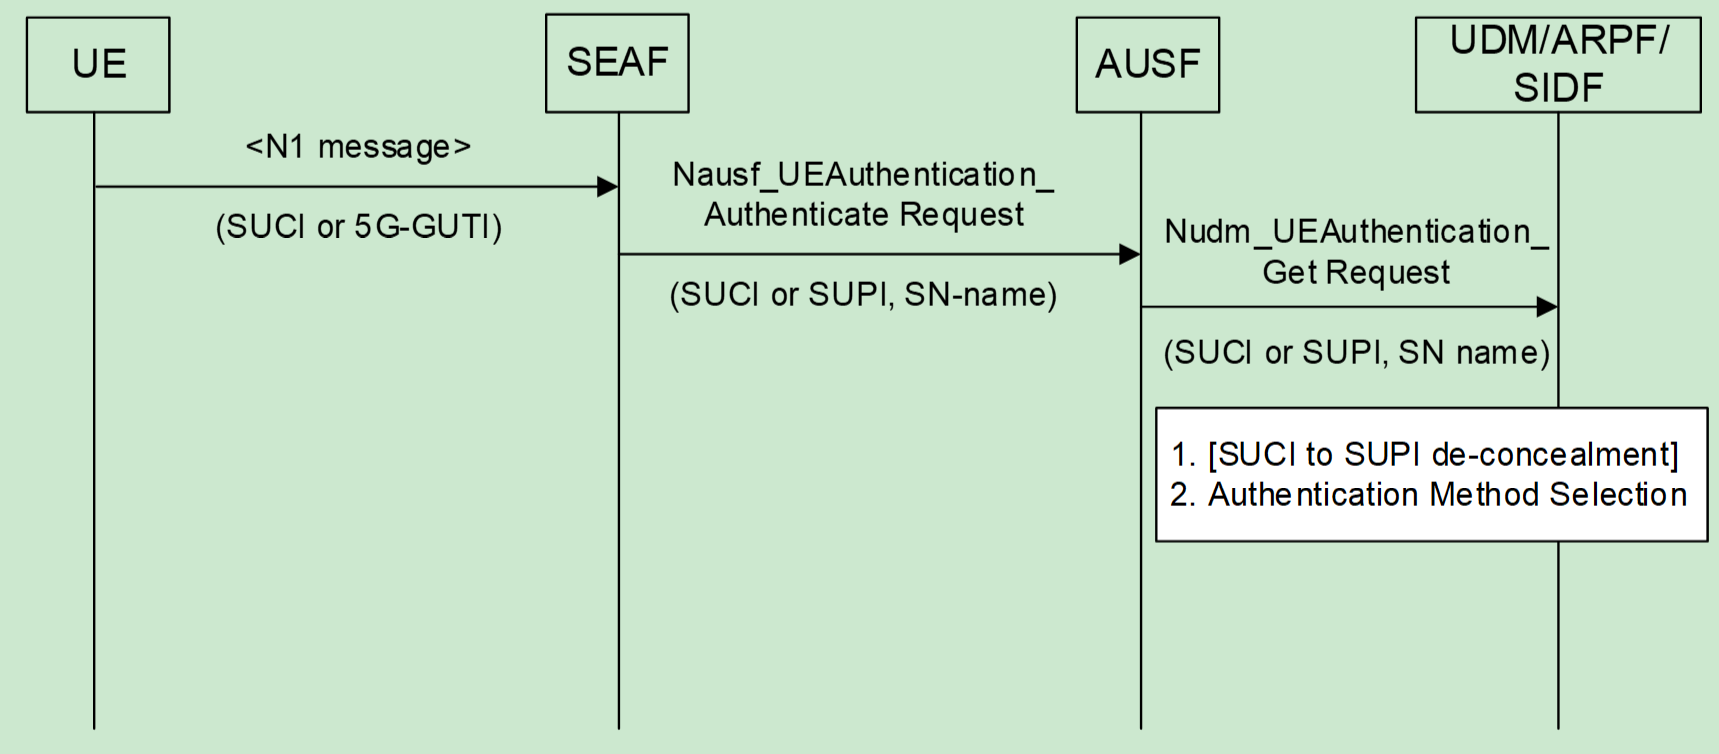 UE
SEAF
AUSF
UDM/ARPF/
SIDF
<N1 message>
(SUCI or 5G-GUTI)
Nausf_UEAuthentication_
Authenticate Request
(SUCI or SUPI, SN-name)
Nudm_UEAuthentication_
Get Request
(SUCI or SUPI, SN name)
1. [SUCI to SUPI de-concealment]
2. Authentication Method Selection